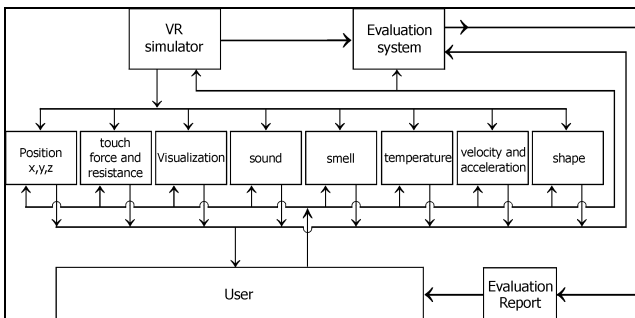 VR
simulator
Evaluation
system
Position
x,y,z
touch
force and
resistance
Visualization
sound
smell
temperature
velocity and
acceleration
shape
User
Evaluation
Report